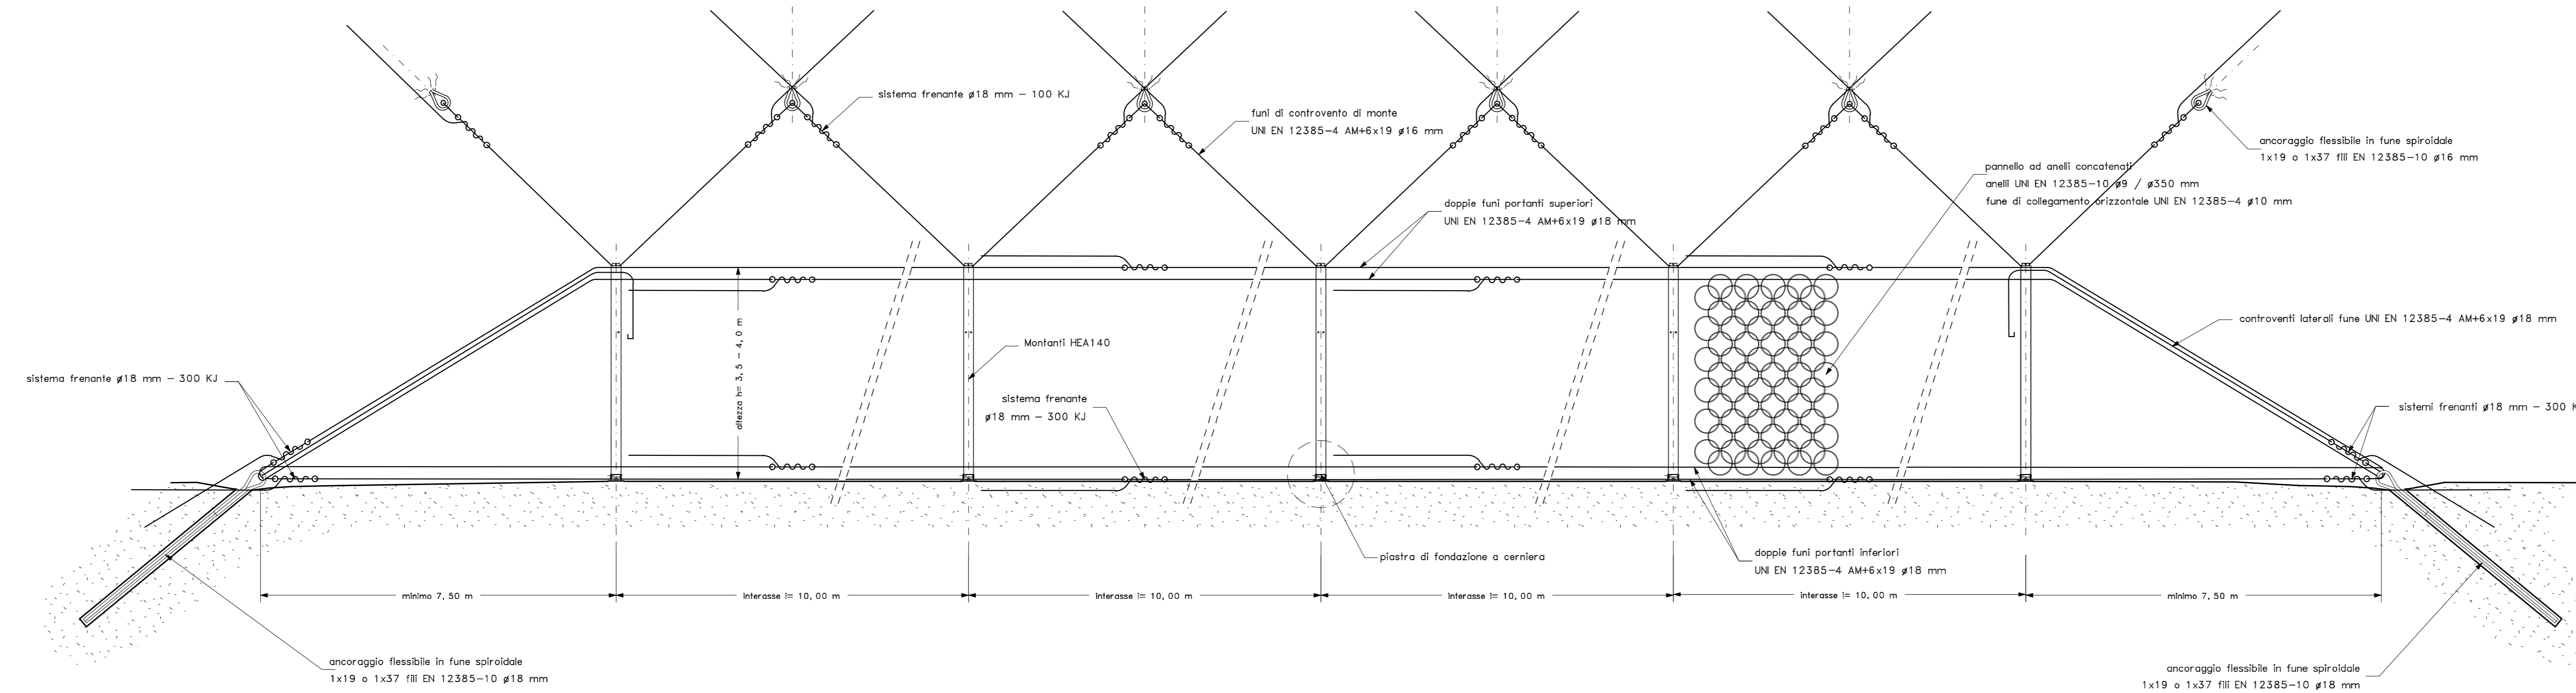 sistema frenante ø18 mm – 100 KJ
funi di controvento di monte
UNI EN 12385–4 AM+6x19 ø16 mm
ancoraggio flessibile in fune spiroidale
1x19 o 1x37 fili EN 12385–10 ø16 mm
pannello ad anelli concatenati
anelli UNI EN 12385–10 ø9 / ø350 mm
fune di collegamento orizzontale UNI EN 12385–4 ø10 mm
doppie funi portanti superiori
UNI EN 12385–4 AM+6x19 ø18 mm
controventi laterali fune UNI EN 12385–4 AM+6x19 ø18 mm
altezza h= 3,5 – 4,0 m
Montanti HEA140
sistema frenante ø18 mm – 300 KJ
sistema frenante
ø18 mm – 300 KJ
sistemi frenanti ø18 mm – 300 K
piastra di fondazione a cerniera
doppie funi portanti inferiori
UNI EN 12385–4 AM+6x19 ø18 mm
minimo 7,50 m
interasse i= 10,00 m
interasse i= 10,00 m
interasse i= 10,00 m
interasse i= 10,00 m
minimo 7,50 m
ancoraggio flessibile in fune spiroidale
1x19 o 1x37 fili EN 12385–10 ø18 mm
ancoraggio flessibile in fune spiroidale
1x19 o 1x37 fili EN 12385–10 ø18 mm